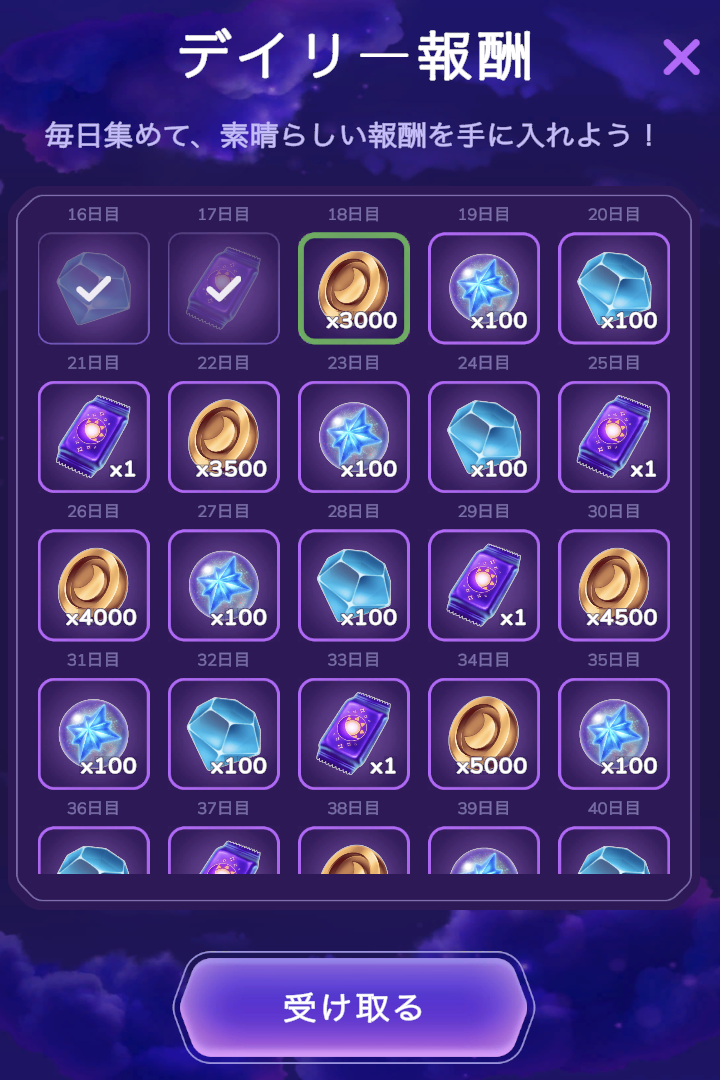 デイリー報酬
毎日集めて、素晴らしい報酬を手に入れよう！
16日目 17日目 18日目 19日目 20日目
x3000 x100 x100
21日目 22日目 23日目 24日目 25日目
x1 x3500 x100 x100 x1
26日目 27日目 28日目 29日目 30日目
x4000 x100 x100 x1 x4500
31日目 32日目 33日目 34日目 35日目
x100 x100 x1 x5000 x100
36日目 37日目 38日目 39日目 40日目
受け取る